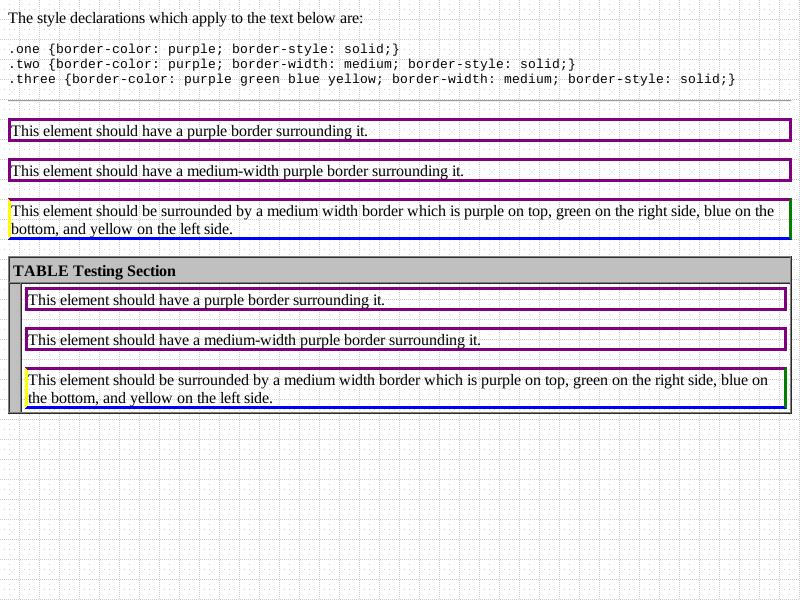 The style declarations which apply to the text below are:
.one {border-color: purple; border-style: solid;}
.two {border-color: purple; border-width: medium; border-style: solid;}
.three {border-color: purple green blue yellow; border-width: medium; border-style: solid;}
This element should have a purple border surrounding it.
This element should have a medium-width purple border surrounding it.
This element should be surrounded by a medium width border which is purple on top, green on the right side, blue on the
bottom, and yellow on the left side.
TABLE Testing Section
This element should have a purple border surrounding it.
This element should have a medium-width purple border surrounding it.
This element should be surrounded by a medium width border which is purple on top, green on the right side, blue on
the bottom, and yellow on the left side.